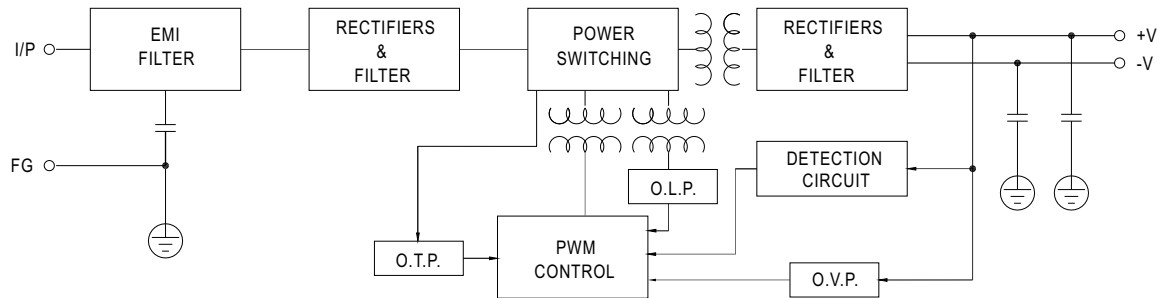 I/P
EMI
FILTER
RECTIFIERS
&
FILTER
POWER
SWITCHING
RECTIFIERS
&
FILTER
+V
-V
FG
O.L.P.
DETECTION
CIRCUIT
O.T.P.
PWM
CONTROL
O.V.P.